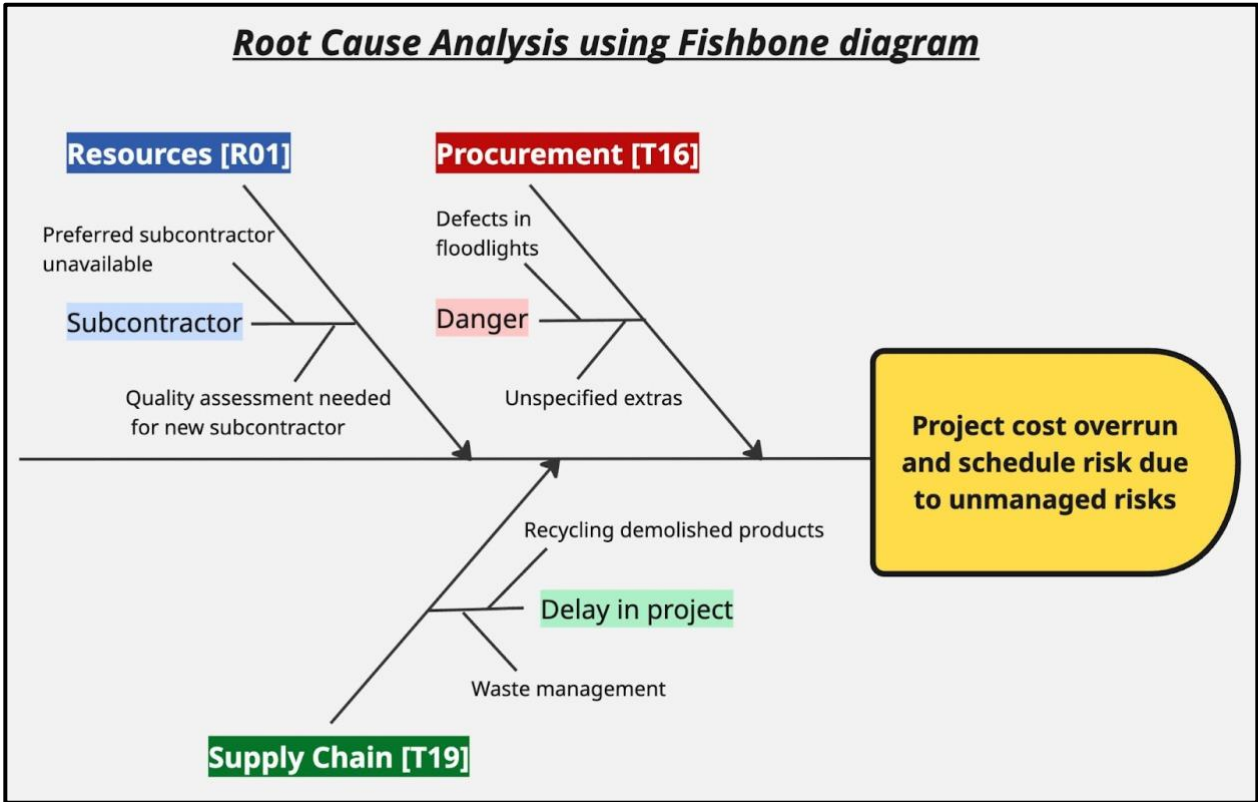 Root Cause Analysis using Fishbone diagram
Resources [R01]
Preferred subcontractor
unavailable
Subcontractor
Quality assessment needed
for new subcontractor
Procurement [T16]
Defects in
floodlights
Danger
Unspecified extras
Project cost overrun
and schedule risk due
to unmanaged risks
Recycling demolished products
Delay in project
Waste management
Supply Chain [T19]